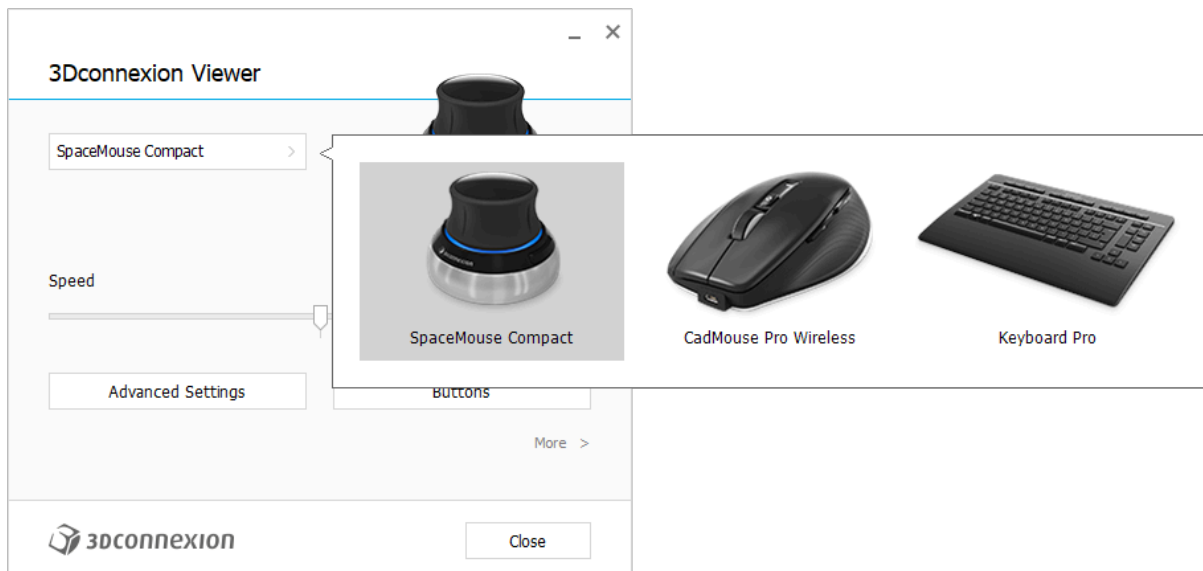 3Dconnexion Viewer
SpaceMouse Compact
Speed
SpaceMouse Compact
CadMouse Pro Wireless
Keyboard Pro
Advanced Settings
Buttons
More >
3Dconnexion
Close